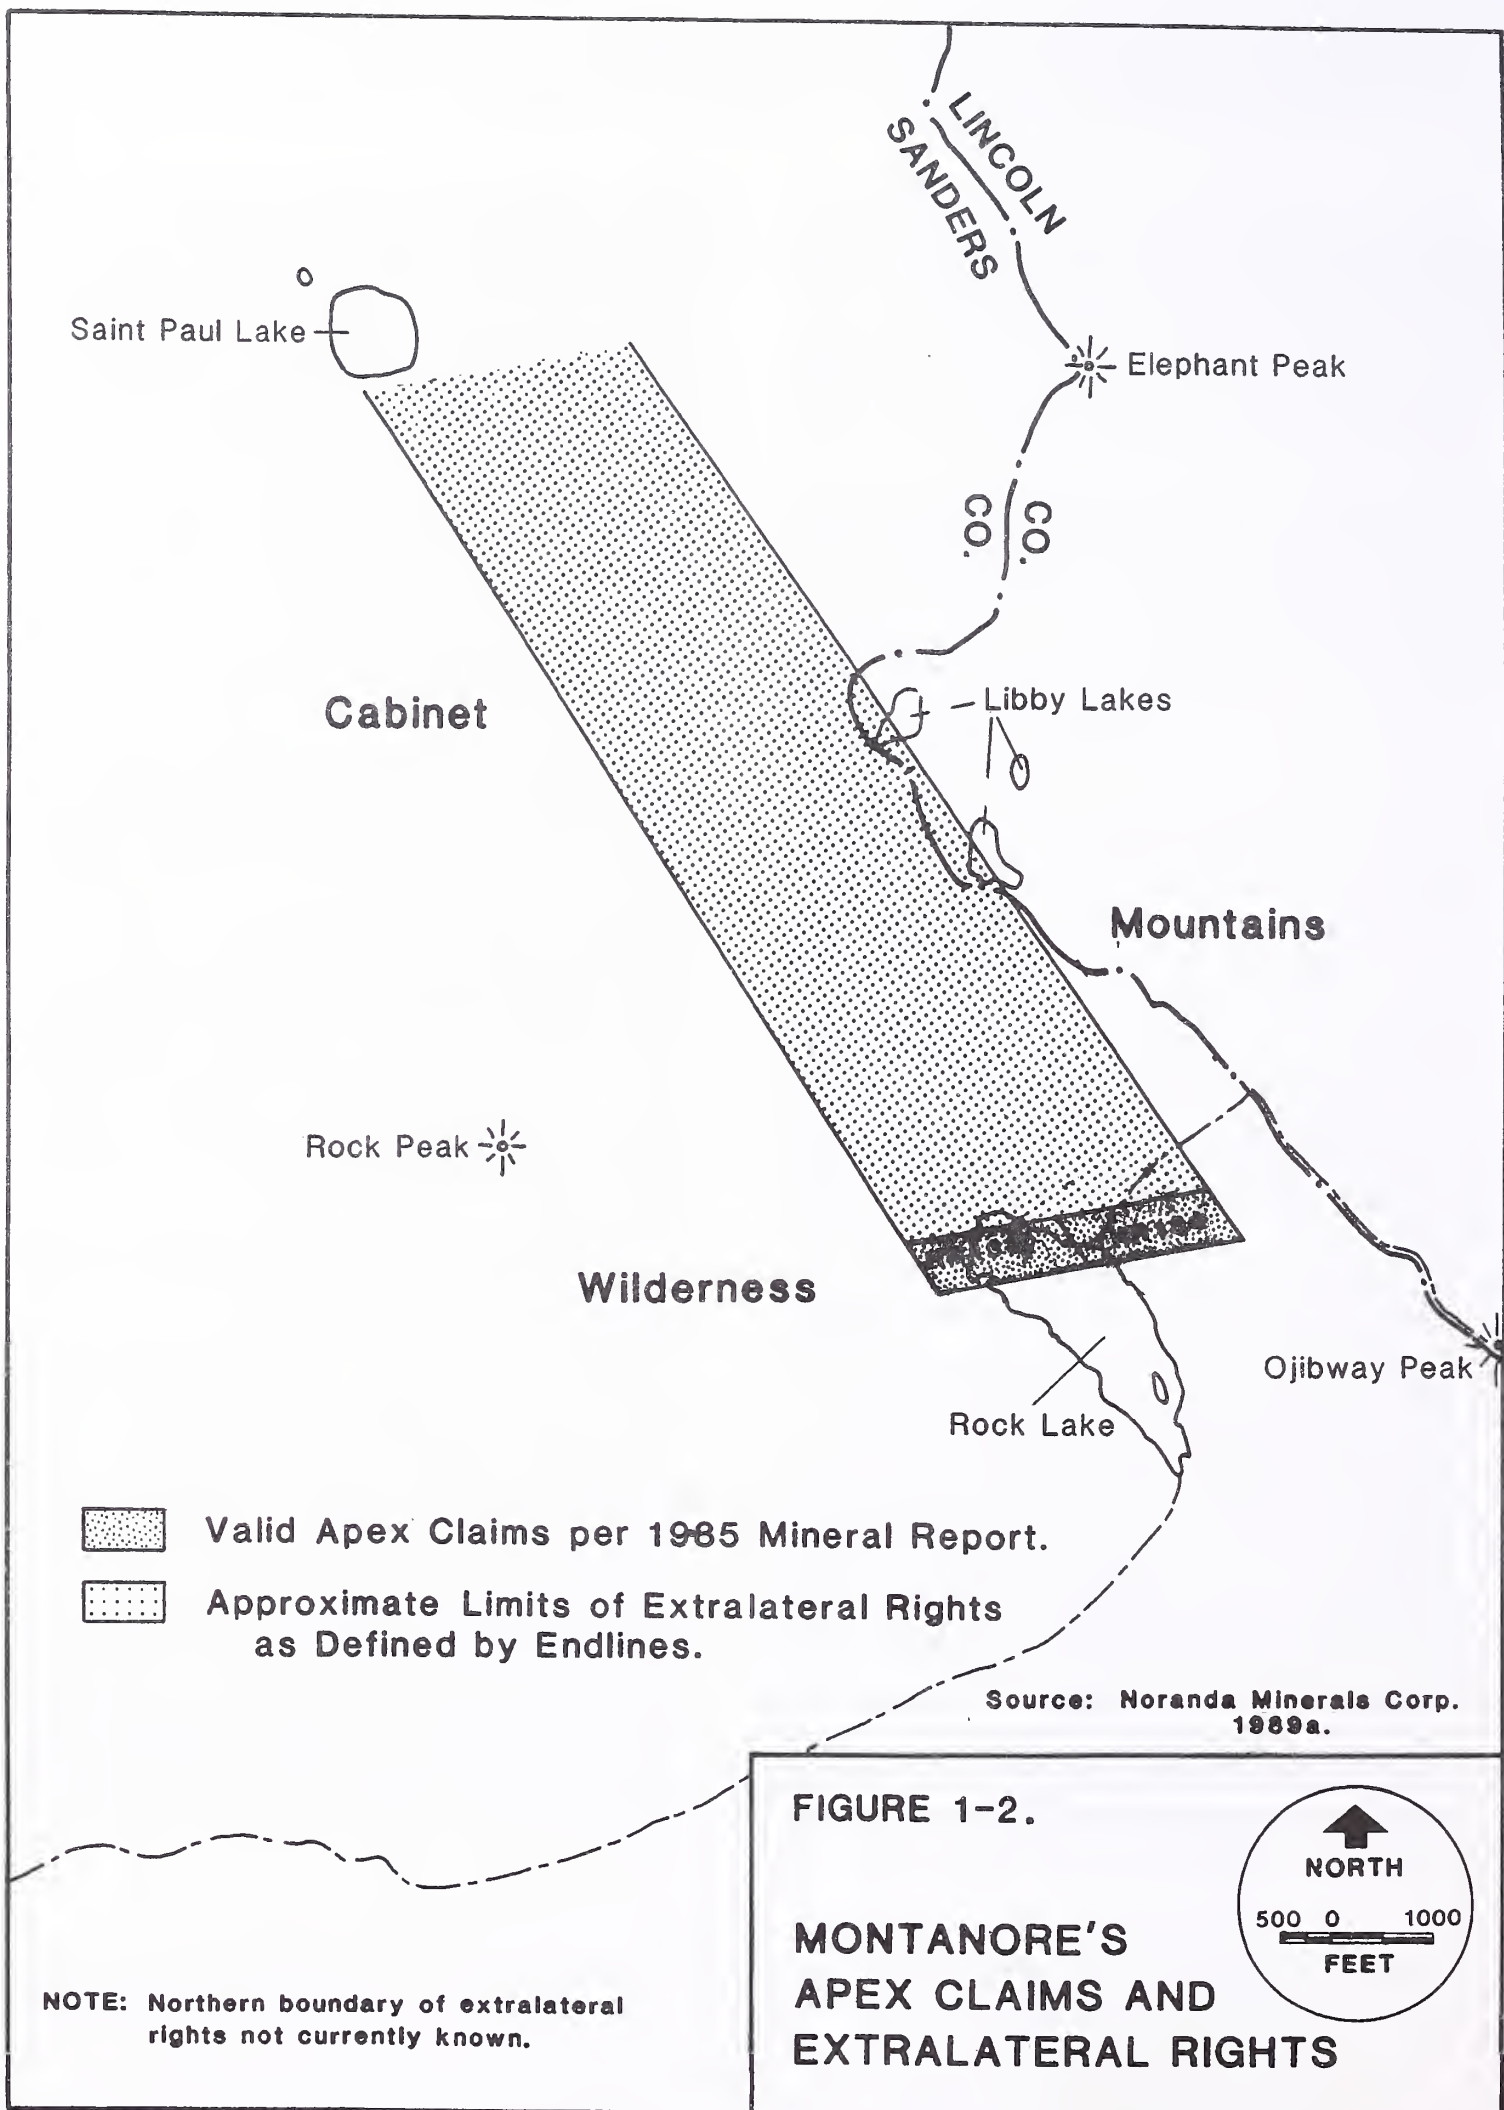 LINCOLN
SANDERS
Saint Paul Lake
Elephant Peak
CO.
CO.
Cabinet
Libby Lakes
Mountains
Rock Peak
Wilderness
Ojibway Peak
Rock Lake
Valid Apex Claims per 1985 Mineral Report.
Approximate Limits of Extralateral Rights
as Defined by Endlines.
Source: Noranda Minerals Corp.
1989a.
FIGURE 1-2.
NORTH
500 0 1000
FEET
MONTANORE'S
APEX CLAIMS AND
EXTRALATERAL RIGHTS
NOTE: Northern boundary of extralateral
rights not currently known.